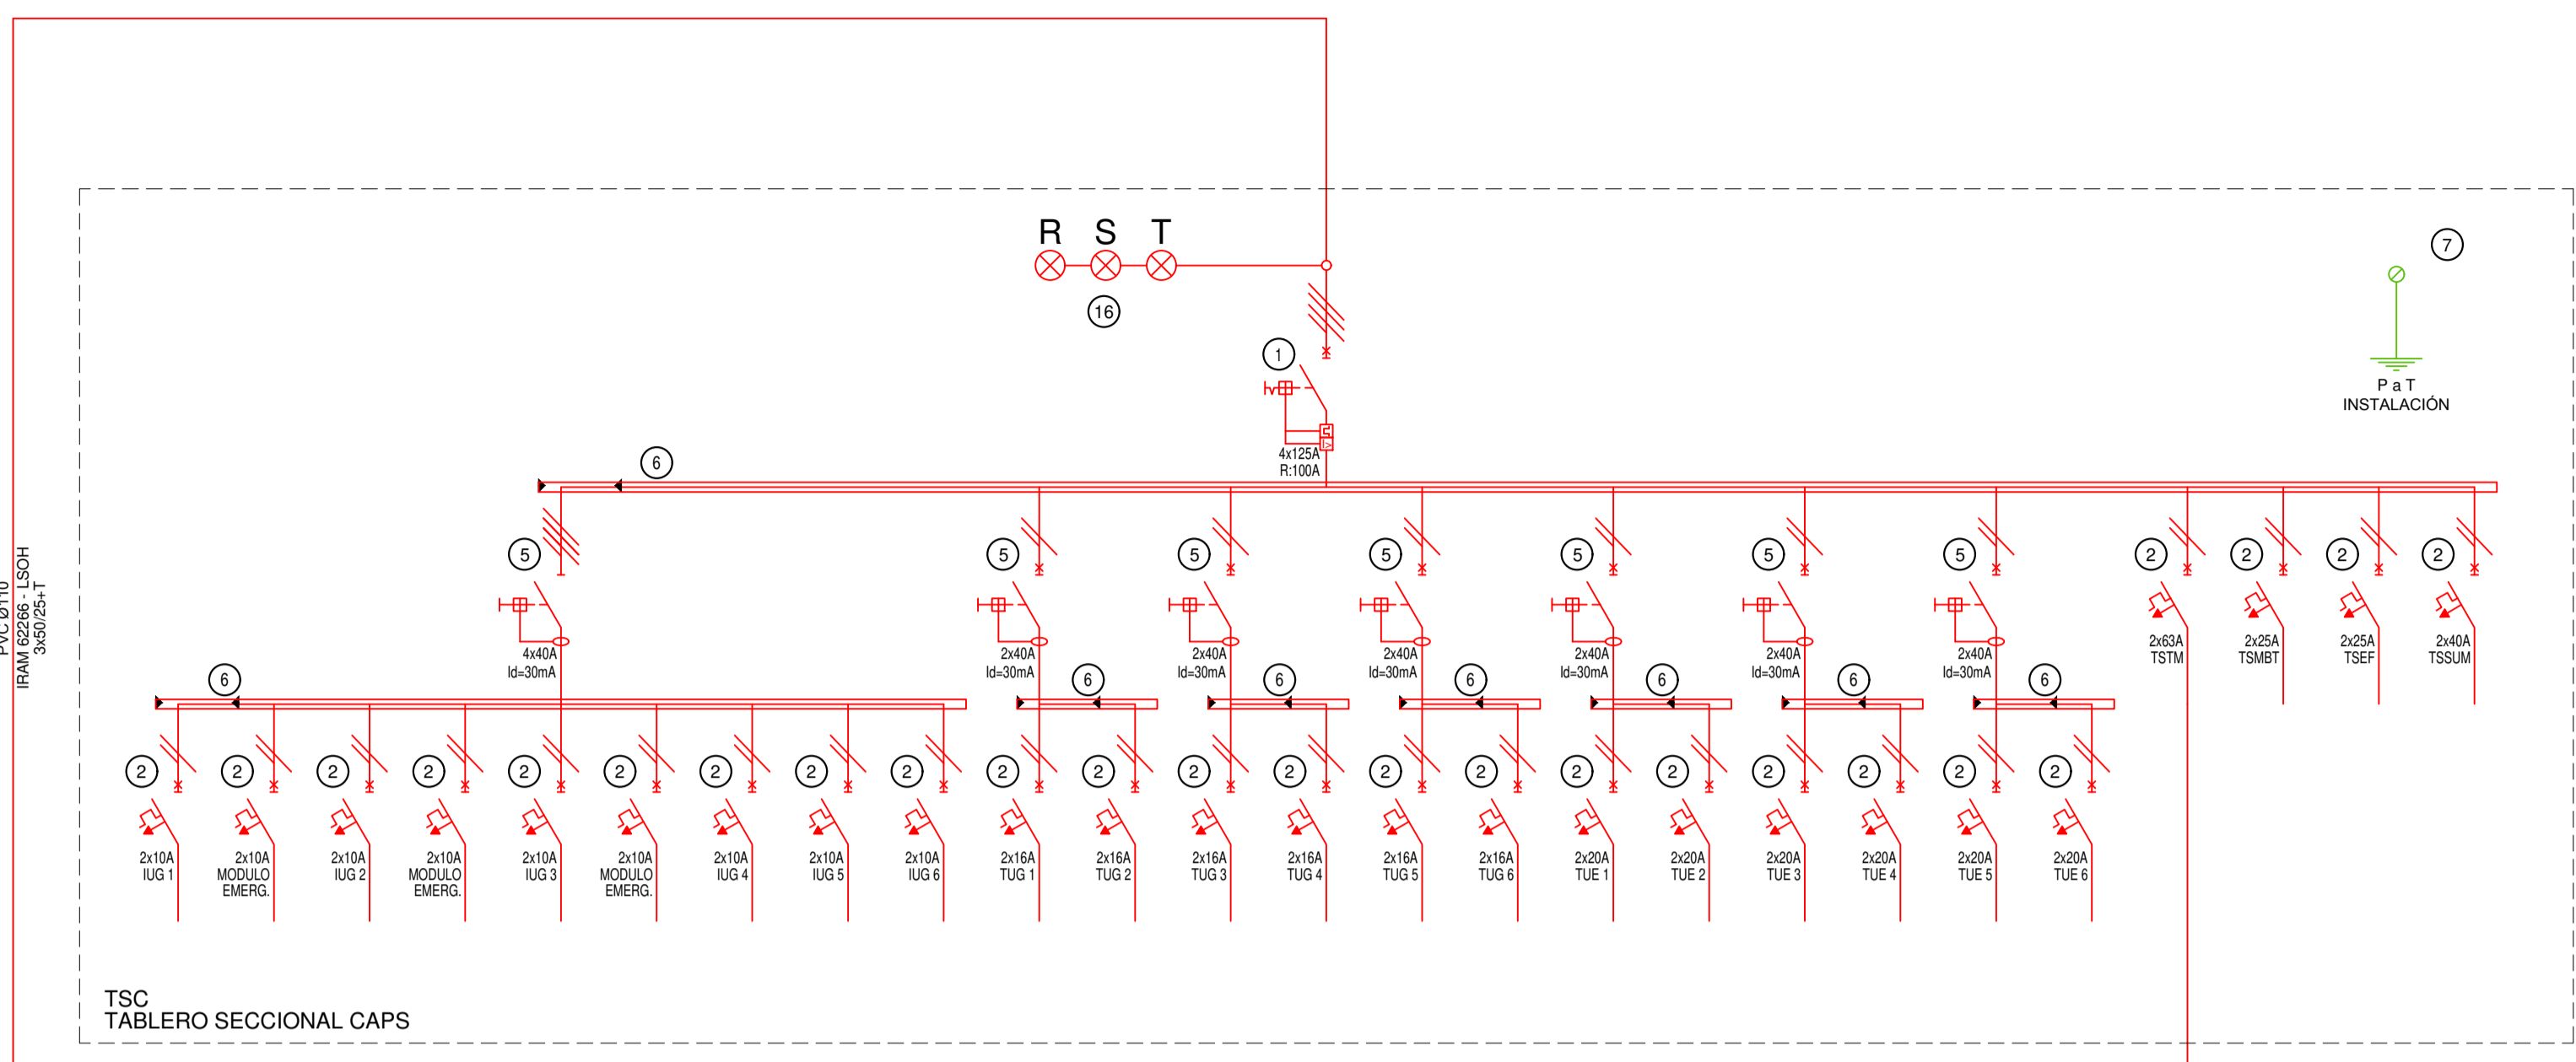 R S T
7
16
1
P a T
INSTALACIÓN
4x125A
R:100A
6
PVC Ø110
IRAM 62266 - LSOH
3x50/25+T
5 5 5 5 5 5 5 2 2 2 2
4x40A
Id=30mA
2x40A
Id=30mA
2x40A
Id=30mA
2x40A
Id=30mA
2x40A
Id=30mA
2x40A
Id=30mA
2x40A
Id=30mA
2x63A
TSTM
2x25A
TSMBT
2x25A
TSEF
2x40A
TSSUM
6 6 6 6 6 6 6
2 2 2 2 2 2 2 2 2 2 2 2 2 2 2 2 2 2 2 2 2
2x10A
IUG 1
2x10A
MODULO
EMERG.
2x10A
IUG 2
2x10A
MODULO
EMERG.
2x10A
IUG 3
2x10A
MODULO
EMERG.
2x10A
IUG 4
2x10A
IUG 5
2x10A
IUG 6
2x16A
TUG 1
2x16A
TUG 2
2x16A
TUG 3
2x16A
TUG 4
2x16A
TUG 5
2x16A
TUG 6
2x20A
TUE 1
2x20A
TUE 2
2x20A
TUE 3
2x20A
TUE 4
2x20A
TUE 5
2x20A
TUE 6
TSC
TABLERO SECCIONAL CAPS